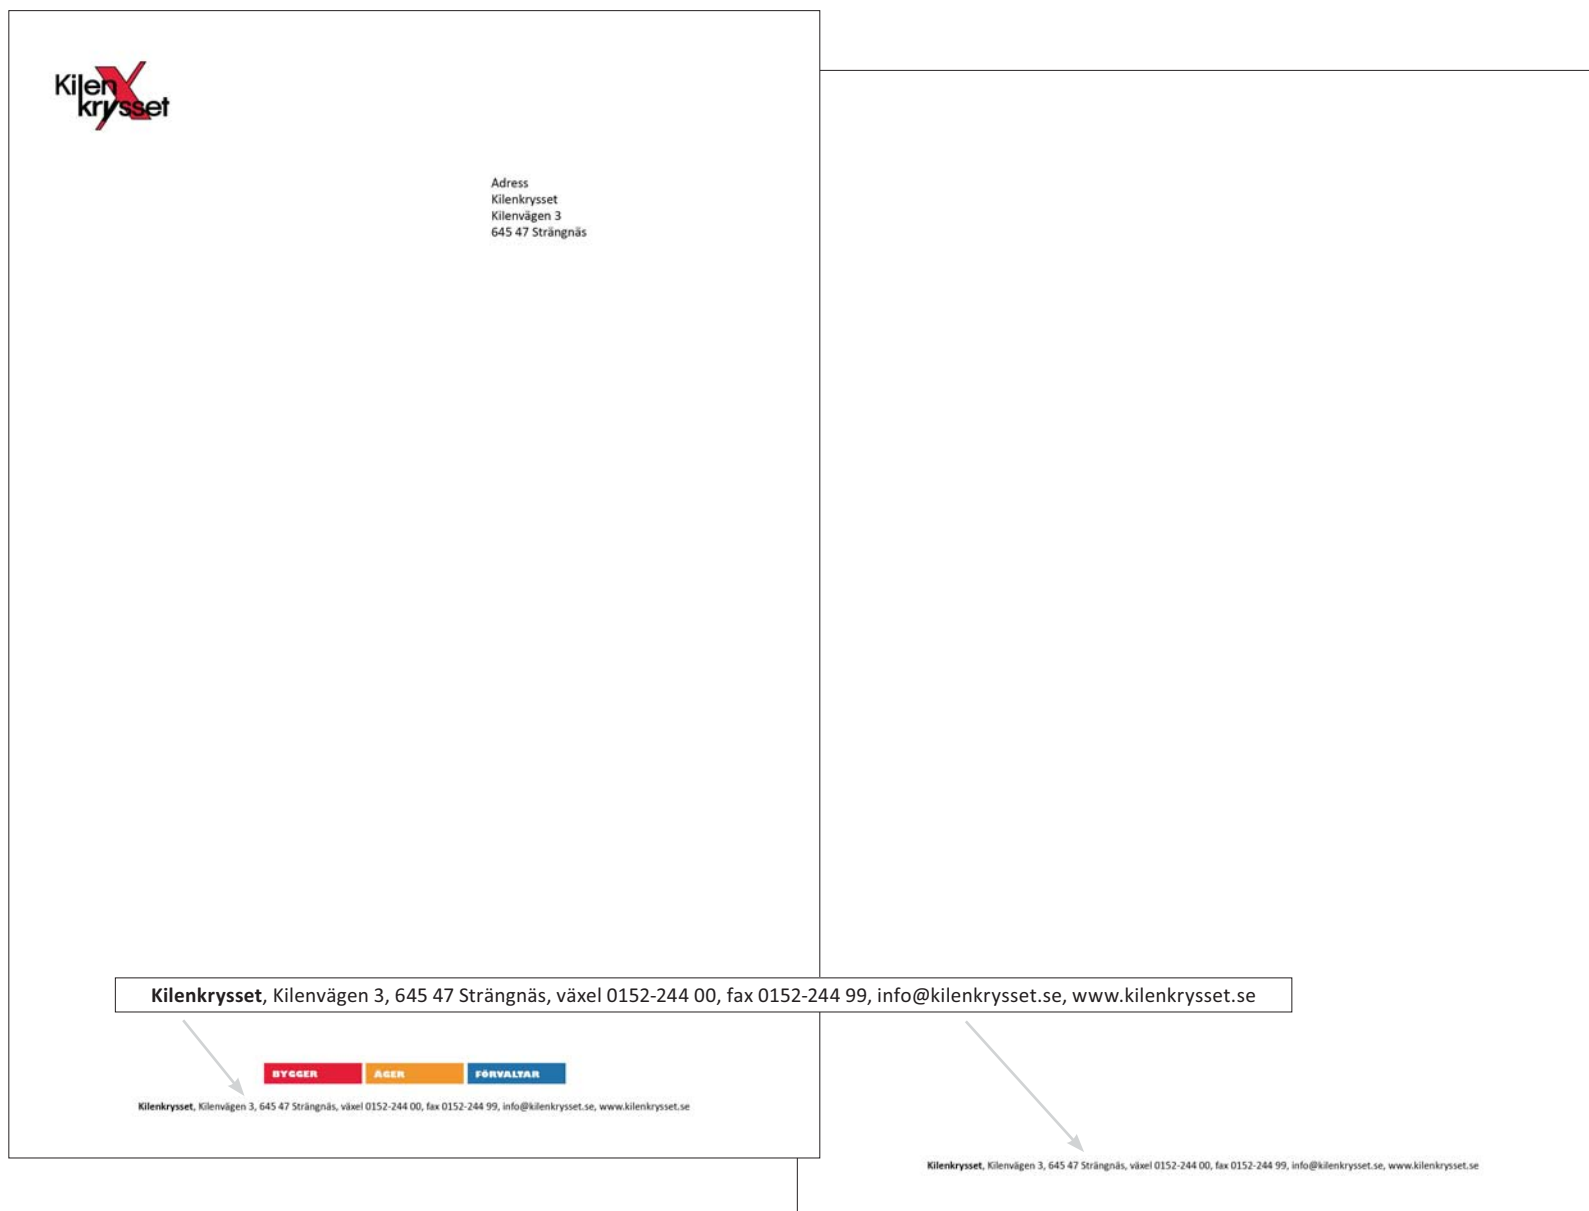 Kilen
krysset
Adress
Kilenkrysset
Kilenvägen 3
645 47 Strängnäs
Kilenkrysset, Kilenvägen 3, 645 47 Strängnäs, växel 0152-244 00, fax 0152-244 99, info@kilenkrysset.se, www.kilenkrysset.se
BYGGER ÄGER FÖRVALTAR
Kilenkrysset, Kilenvägen 3, 645 47 Strängnäs, växel 0152-244 00, fax 0152-244 99, info@kilenkrysset.se, www.kilenkrysset.se
Kilenkrysset, Kilenvägen 3, 645 47 Strängnäs, växel 0152-244 00, fax 0152-244 99, info@kilenkrysset.se, www.kilenkrysset.se